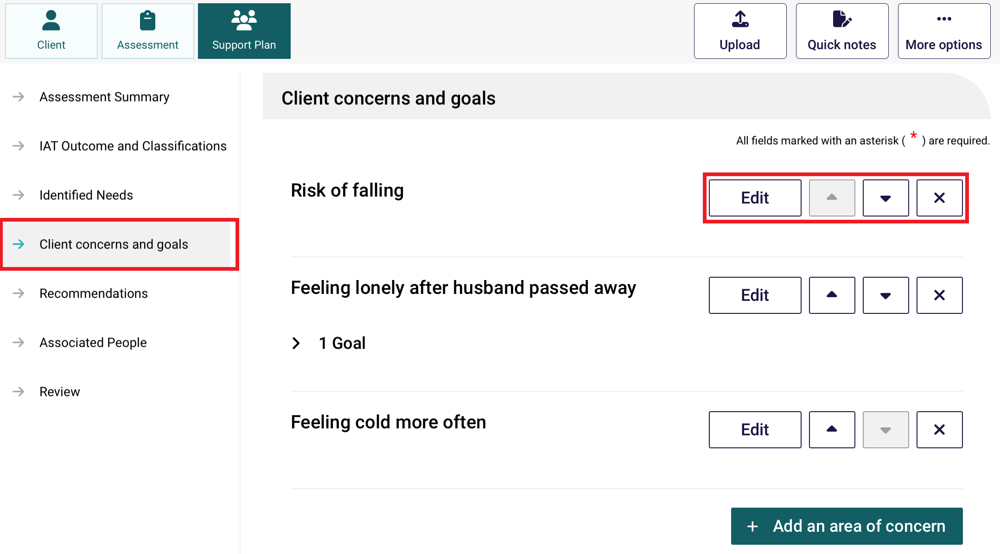 Client
Assessment
Support Plan
Upload
Quick notes
More options
Assessment Summary
IAT Outcome and Classifications
Identified Needs
Client concerns and goals
Recommendations
Associated People
Review
Client concerns and goals
All fields marked with an asterisk ( * ) are required.
Risk of falling
Edit
Feeling lonely after husband passed away
Edit
1 Goal
Feeling cold more often
Edit
+ Add an area of concern